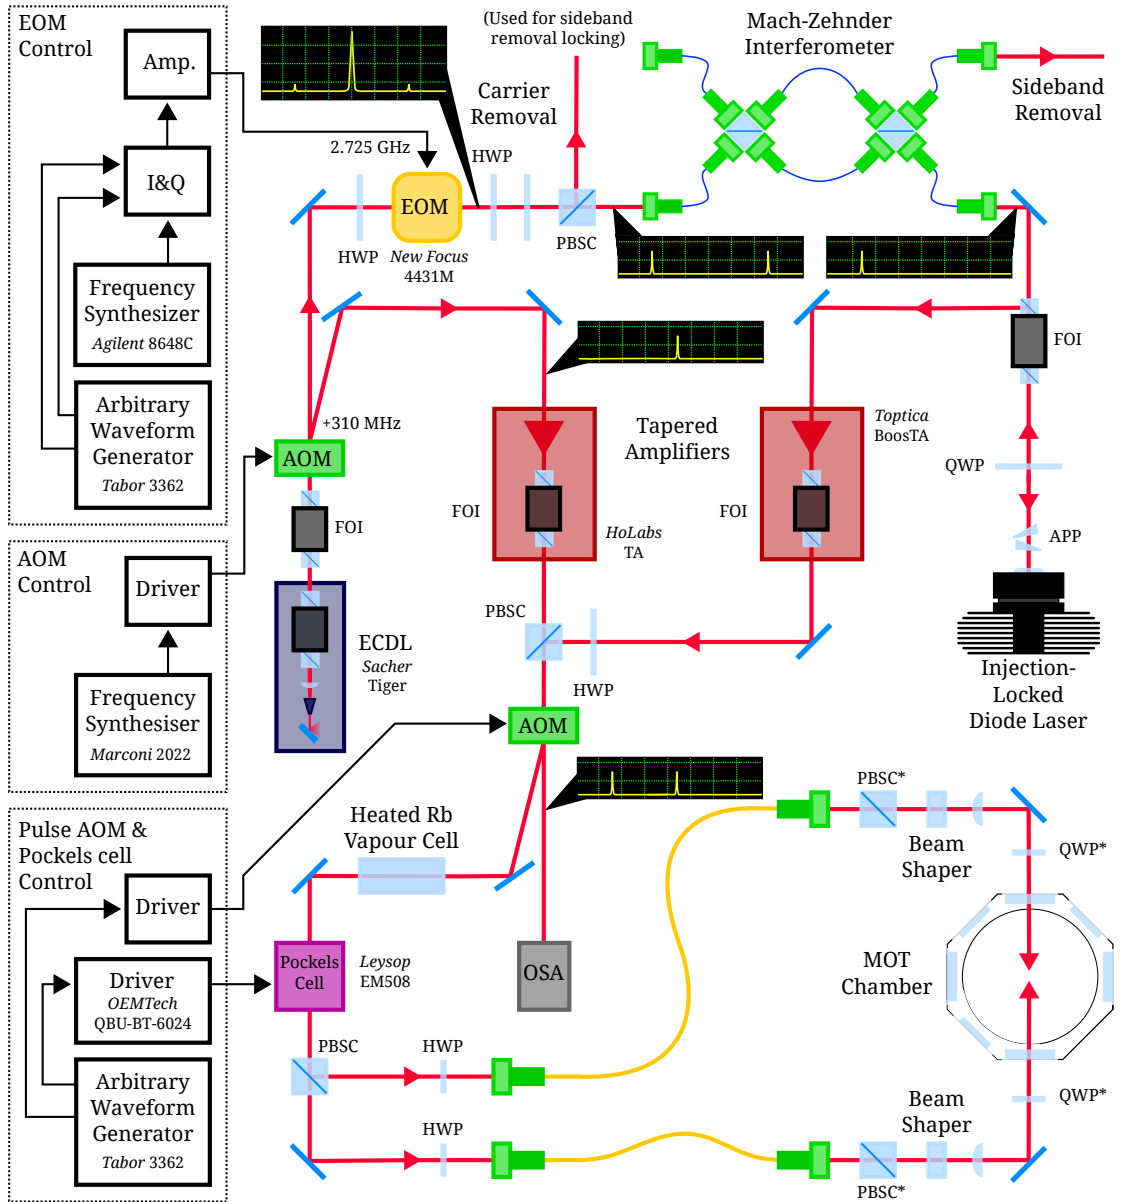 EOM
Control
Amp.
I&Q
Frequency
Synthesizer
Agilent 8648C
Arbitrary
Waveform
Generator
Tabor 3362
AOM
Control
Driver
Frequency
Synthesiser
Marconi 2022
Pulse AOM &
Pockels cell
Control
Driver
Driver
OEMTech
QBU-BT-6024
Arbitrary
Waveform
Generator
Tabor 3362
(Used for sideband
removal locking)
Mach-Zehnder
Interferometer
Carrier
Removal
Sideband
Removal
2.725 GHz
HWP
EOM
HWP
New Focus
4431M
PBSC
FOI
+310 MHz
AOM
FOI
ECDL
Sacher
Tiger
Tapered
Amplifiers
Toptica
BoosTA
FOI
HoLabs
TA
FOI
QWP
APP
Injection-
Locked
Diode Laser
PBSC
HWP
AOM
Heated Rb
Vapour Cell
PBSC*
Beam
Shaper
QWP*
Pockels
Cell
Leysop
EM508
OSA
MOT
Chamber
PBSC
HWP
HWP
Beam
Shaper
QWP*
PBSC*